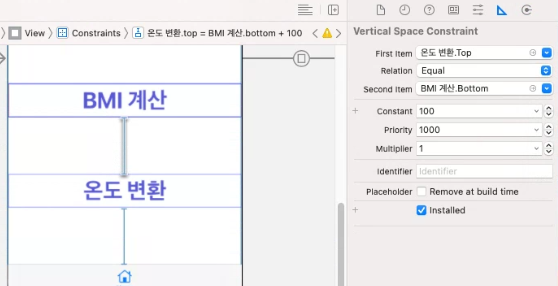 View > Constraints > 온도 변환.top = BMI 계산.bottom + 100
BMI 계산
온도 변환
Vertical Space Constraint
First Item 온도 변환.Top
Relation Equal
Second Item BMI 계산.Bottom
Constant 100
Priority 1000
Multiplier 1
Identifier Identifier
Placeholder Remove at build time
Installed